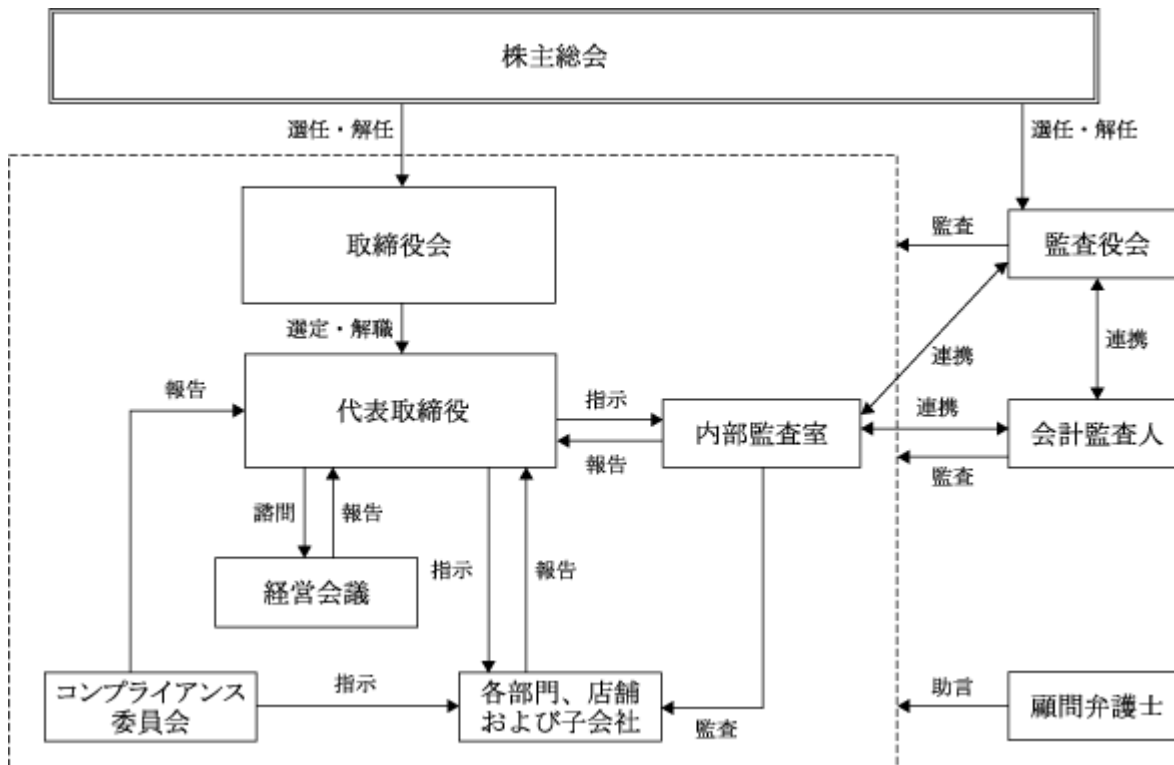 株主総会
選任・解任
選任・解任
取締役会
監査
監査役会
選定・解職
連携
連携
報告
代表取締役
指示
内部監査室
連携
会計監査人
報告
監査
諮問
報告
指示
報告
経営会議
コンプライアンス
委員会
指示
各部門、店舗
および子会社
監査
助言
顧問弁護士